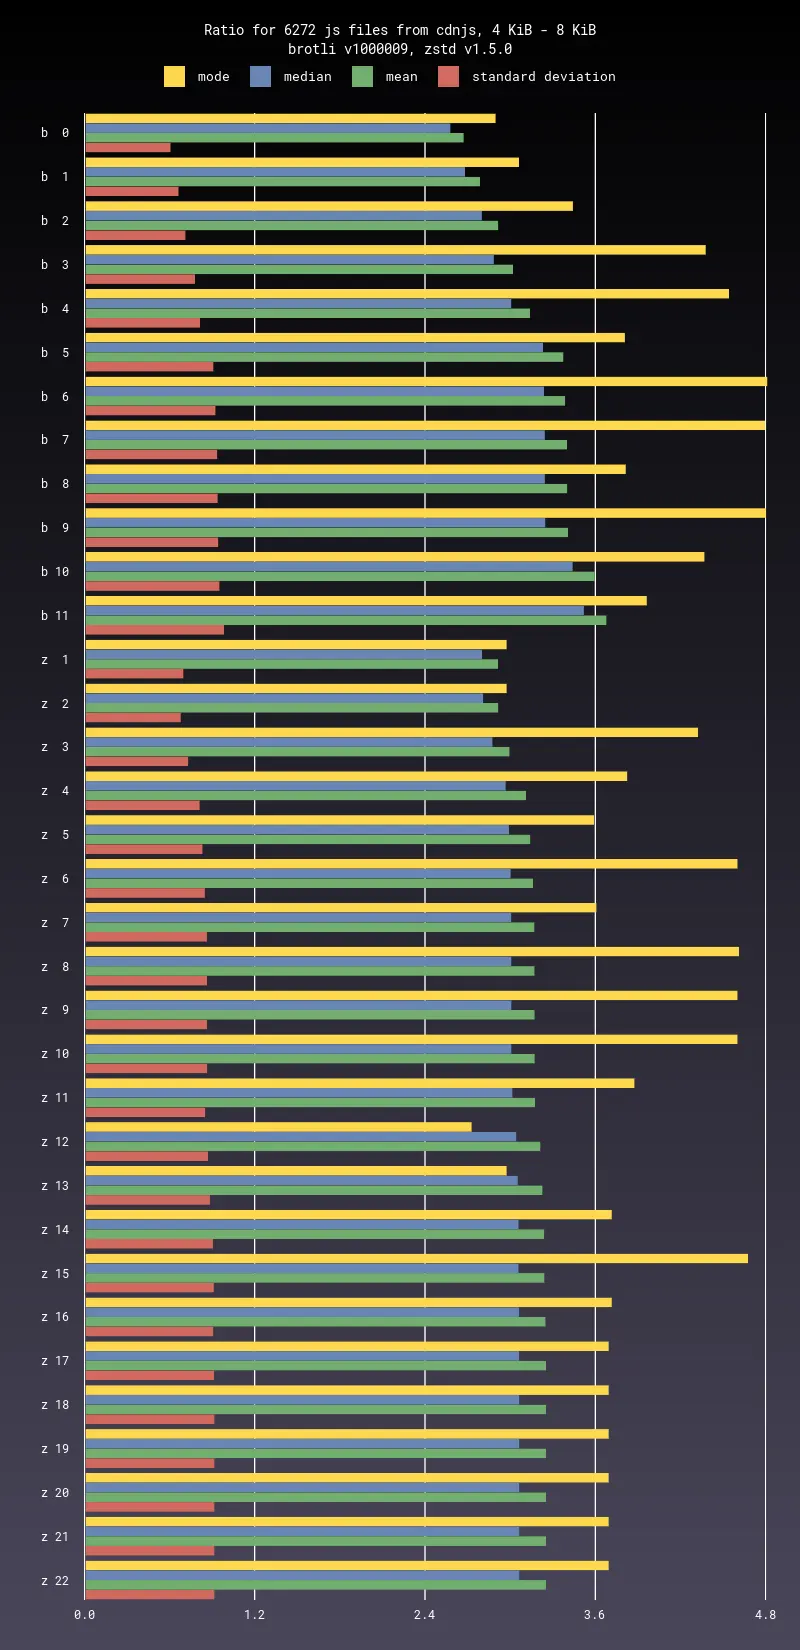 Ratio for 6272 js files from cdnjs, 4 KiB - 8 KiB
brotli v1000009, zstd v1.5.0
mode median mean standard deviation
b 0
b 1
b 2
b 3
b 4
b 5
b 6
b 7
b 8
b 9
b 10
b 11
z 1
z 2
z 3
z 4
z 5
z 6
z 7
z 8
z 9
z 10
z 11
z 12
z 13
z 14
z 15
z 16
z 17
z 18
z 19
z 20
z 21
z 22
0.0 1.2 2.4 3.6 4.8